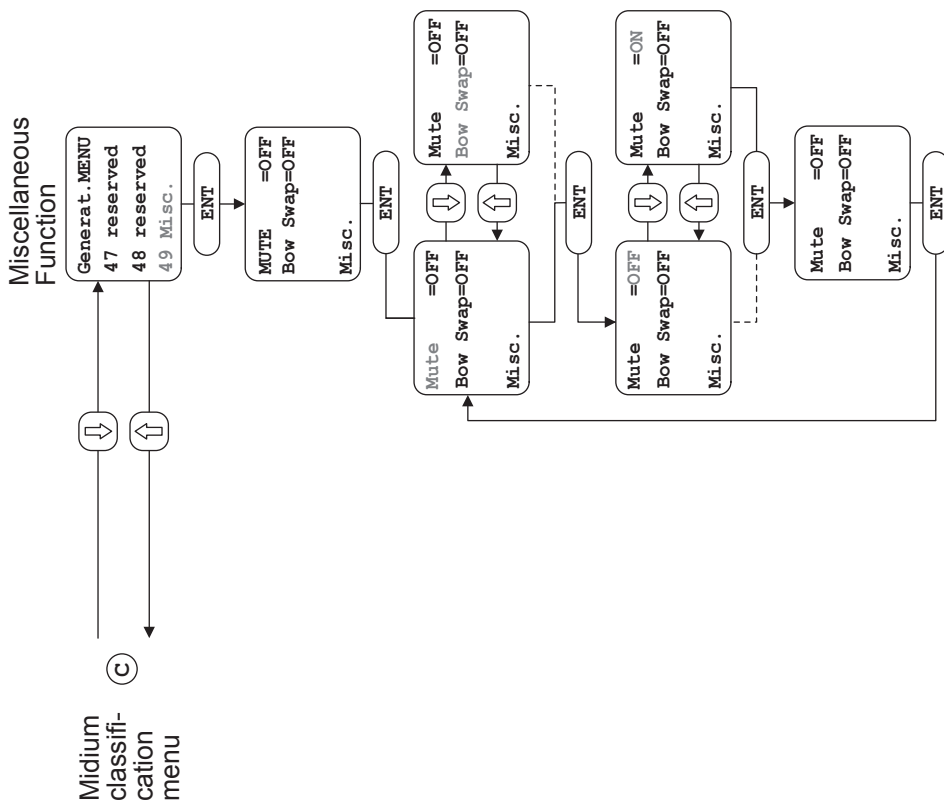 Miscellaneous
Function
Midium
classifi-
cation
menu
C
Generat.MENU
47 reserved
48 reserved
49 Misc.
ENT
MUTE =OFF
Bow Swap=OFF
Misc.
ENT
Mute =OFF
Bow Swap=OFF
Misc.
Mute =OFF
Bow Swap=OFF
Misc.
ENT
Mute =OFF
Bow Swap=OFF
Misc.
Mute =ON
Bow Swap=OFF
Misc.
ENT
Mute =OFF
Bow Swap=OFF
Misc.
ENT